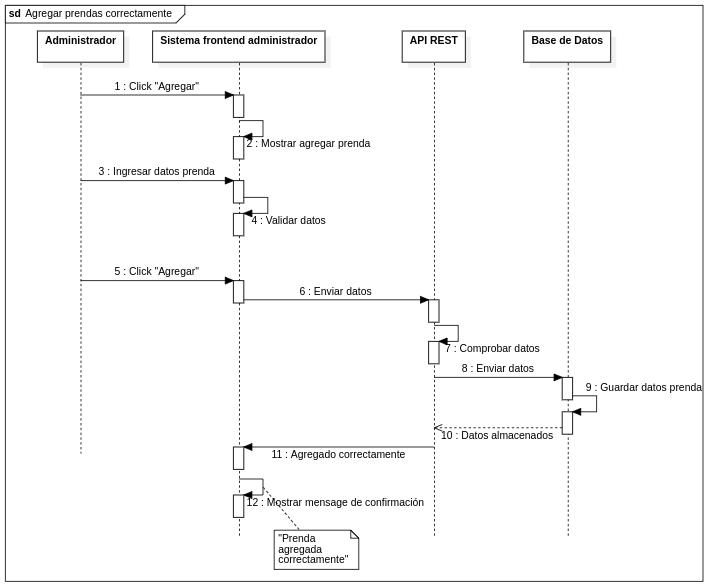 sd Agregar prendas correctamente
Administrador
Sistema frontend administrador
API REST
Base de Datos
1 : Click "Agregar"
2 : Mostrar agregar prenda
3 : Ingresar datos prenda
4 : Validar datos
5 : Click "Agregar"
6 : Enviar datos
7 : Comprobar datos
8 : Enviar datos
9 : Guardar datos prenda
10 : Datos almacenados
11 : Agregado correctamente
12 : Mostrar mensage de confirmación
"Prenda
agregada
correctamente"